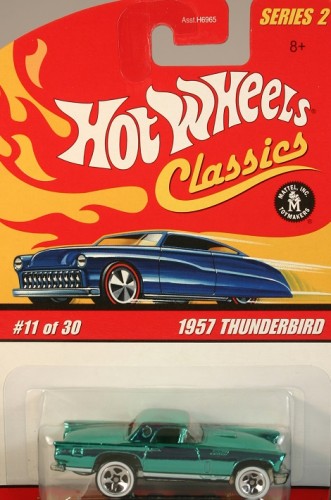 Asst.H6965
SERIES 2
8+
HOT WHEELS
Classics
MATTEL, INC.
M
TOYMAKERS
#11 of 30
1957 THUNDERBIRD